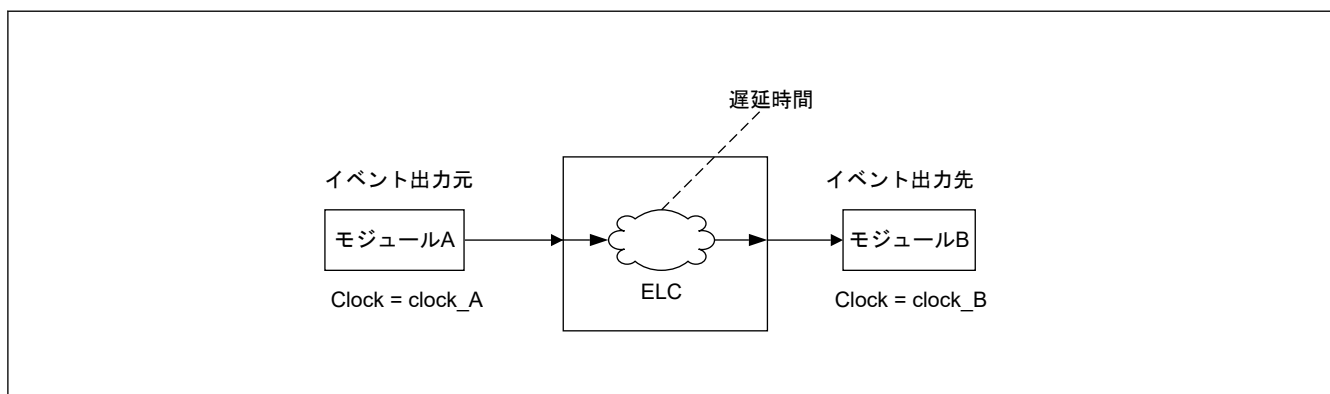 遅延時間
イベント出力元
イベント出力先
モジュールA
モジュールB
ELC
Clock = clock_A
Clock = clock_B